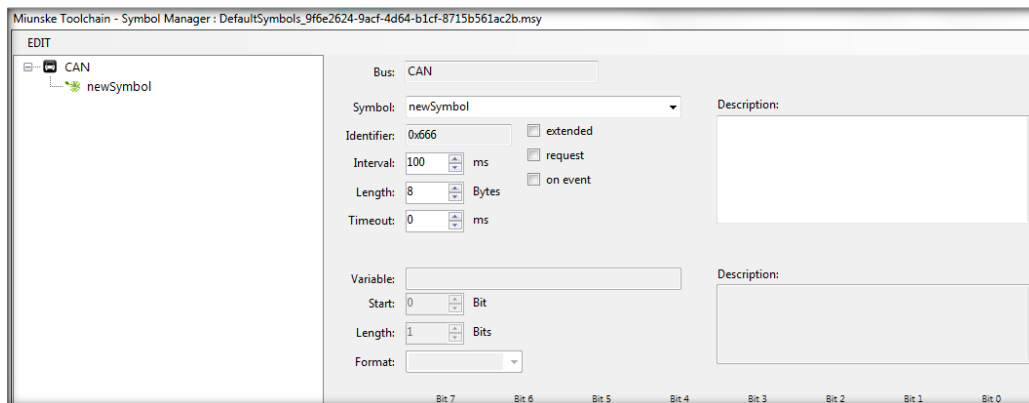 Miunske Toolchain - Symbol Manager : DefaultSymbols_9f6e2624-9acf-4d64-b1cf-8715b561ac2b.msy
EDIT
CAN
newSymbol
Bus: CAN
Symbol: newSymbol
Description:
Identifier: 0x666
extended
Interval: 100 ms
request
Length: 8 Bytes
on event
Timeout: 0 ms
Variable:
Description:
Start: 0 Bit
Length: 1 Bits
Format:
Bit 7 Bit 6 Bit 5 Bit 4 Bit 3 Bit 2 Bit 1 Bit 0